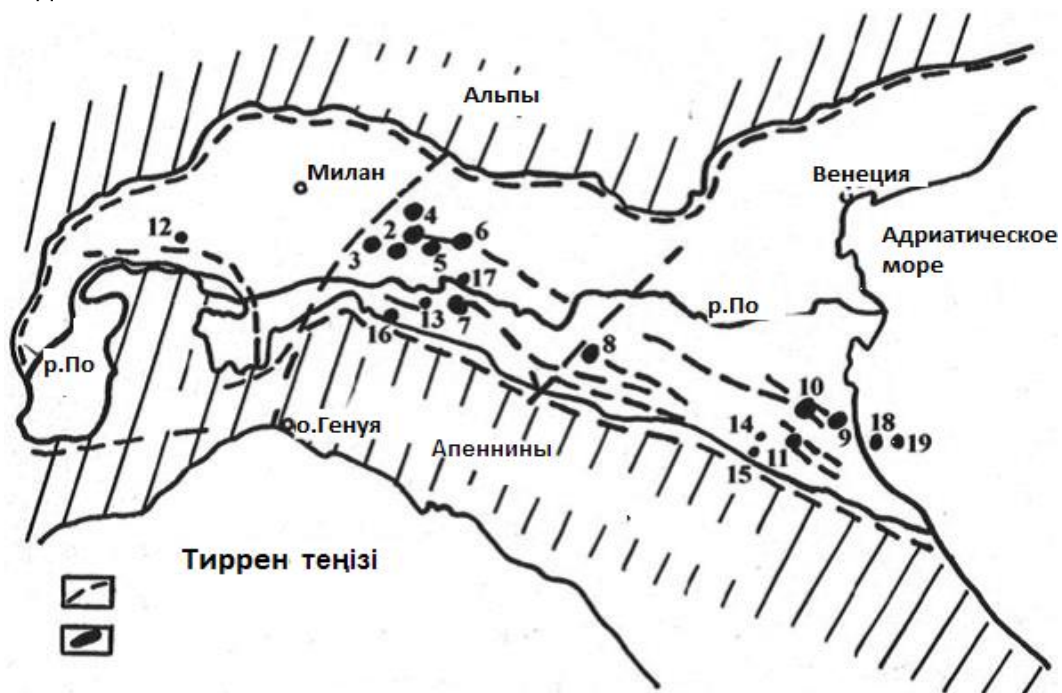 Альпы
Милан
Венеция
4
12
2
6
3
5
Адриатическое
море
17
р.По
13
7
16
8
р.По
10
18
19
о.Генуя
14
9
Апеннины
11
15
Тиррен теңізі